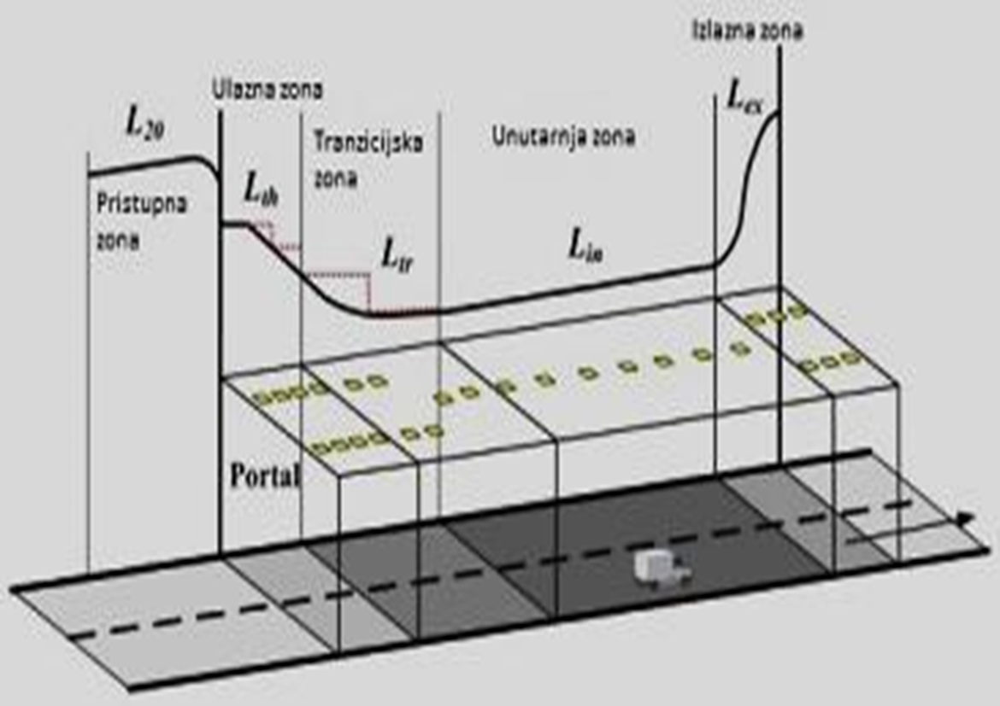 Izlazna zona
Ulazna zona
L₂₀
Lₑₓ
Tranzicijska
zona
Unutarnja zona
Lₜₕ
Pristupna
zona
Lₜᵣ
Lᵢₙ
Portal